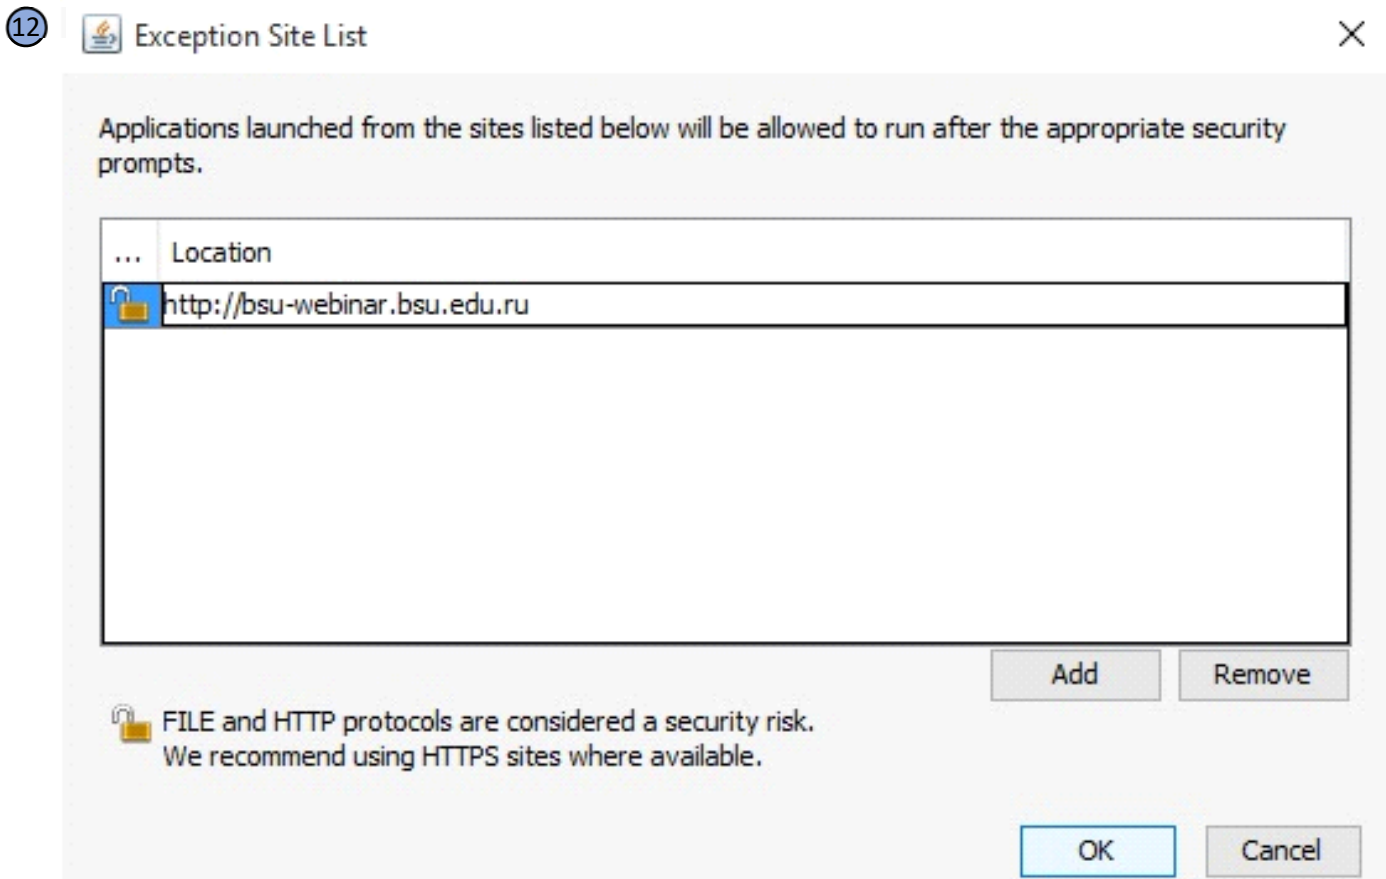 12
Exception Site List
Applications launched from the sites listed below will be allowed to run after the appropriate security
prompts.
... Location
http://bsu-webinar.bsu.edu.ru
Add Remove
FILE and HTTP protocols are considered a security risk.
We recommend using HTTPS sites where available.
OK Cancel